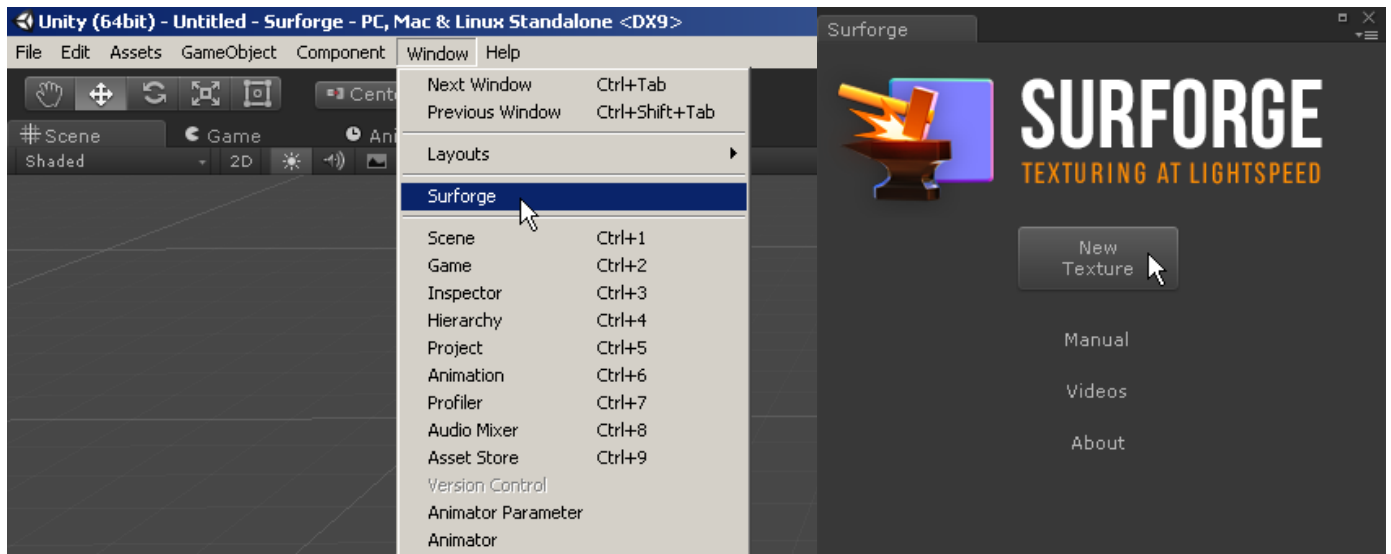 Unity (64bit) - Untitled - Surforge - PC, Mac & Linux Standalone <DX9>
File Edit Assets GameObject Component Window Help
Cent
#Scene Game Ani
Shaded 2D
Next Window Ctrl+Tab
Previous Window Ctrl+Shift+Tab
Layouts
Surforge
Scene Ctrl+1
Game Ctrl+2
Inspector Ctrl+3
Hierarchy Ctrl+4
Project Ctrl+5
Animation Ctrl+6
Profiler Ctrl+7
Audio Mixer Ctrl+8
Asset Store Ctrl+9
Version Control
Animator Parameter
Animator
Surforge
SURFORGE
TEXTURING AT LIGHTSPEED
New
Texture
Manual
Videos
About